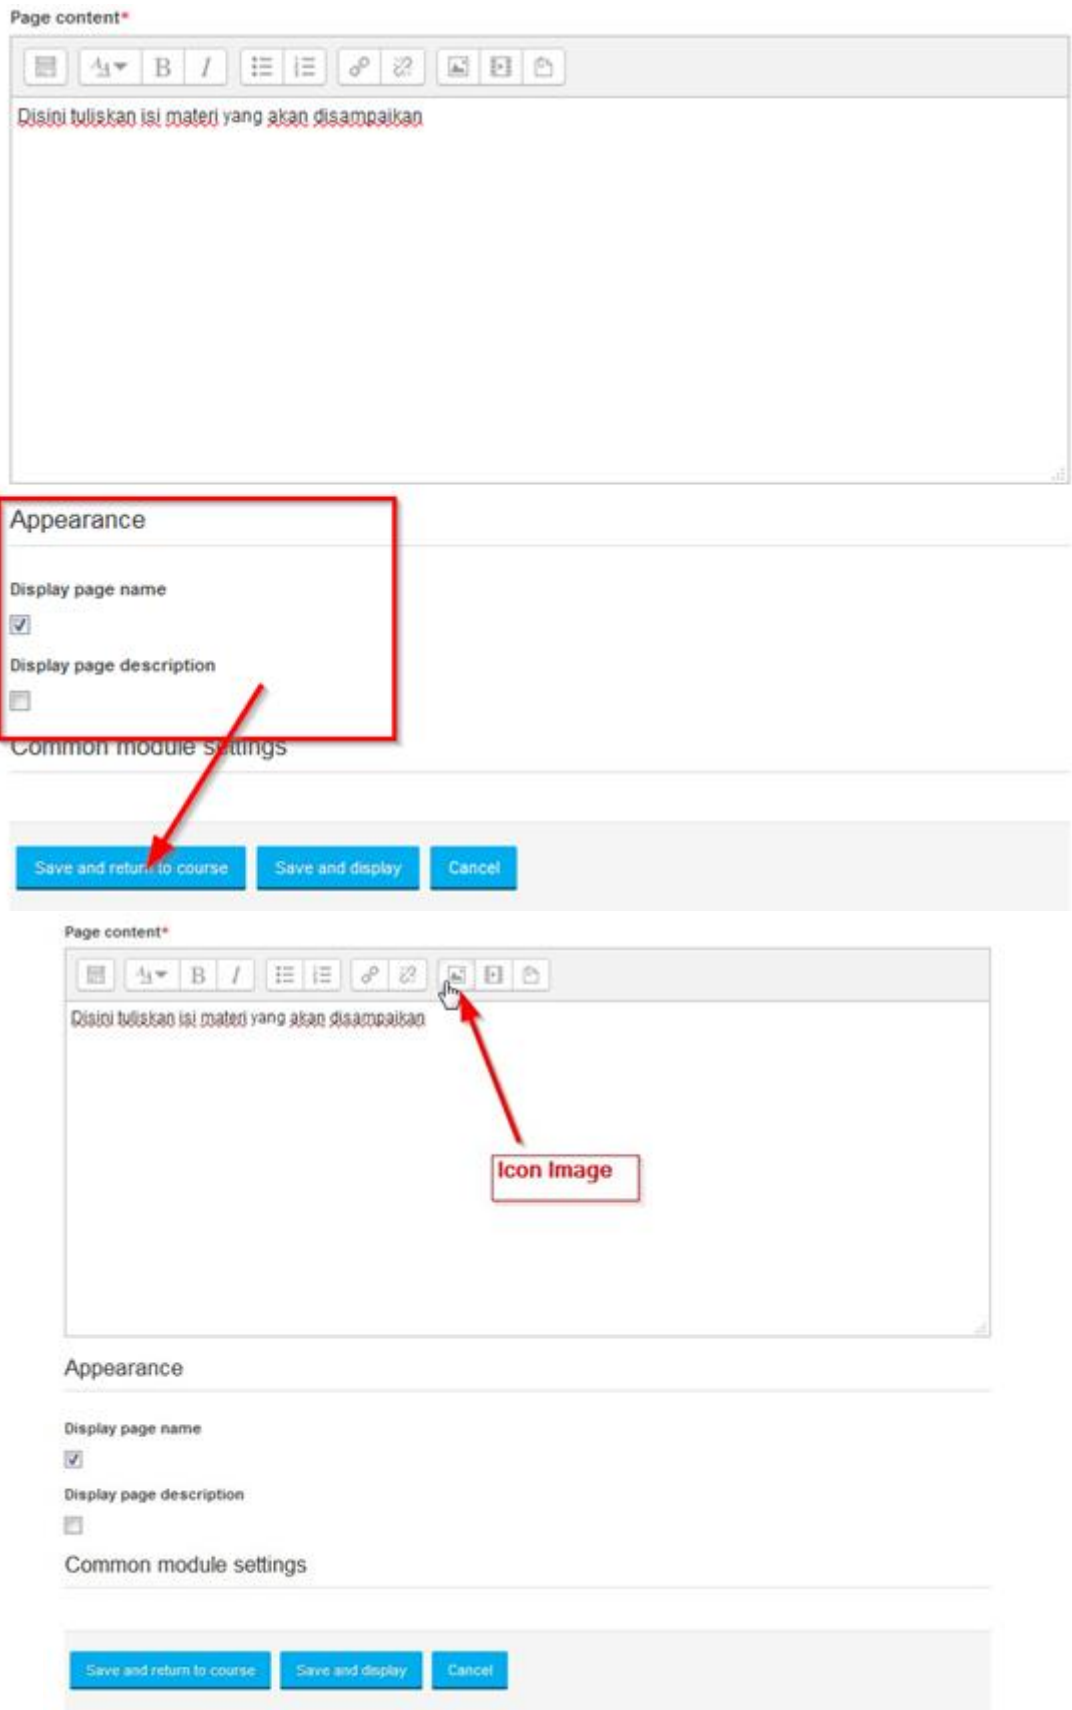 Page content*
B I
Disini tuliskan isi materi yang akan disampaikan
Appearance
Display page name
Display page description
Common module settings
Save and return to course Save and display Cancel
Page content*
B I
Disini tuliskan isi materi yang akan disampaikan
Icon Image
Appearance
Display page name
Display page description
Common module settings
Save and return to course Save and display Cancel